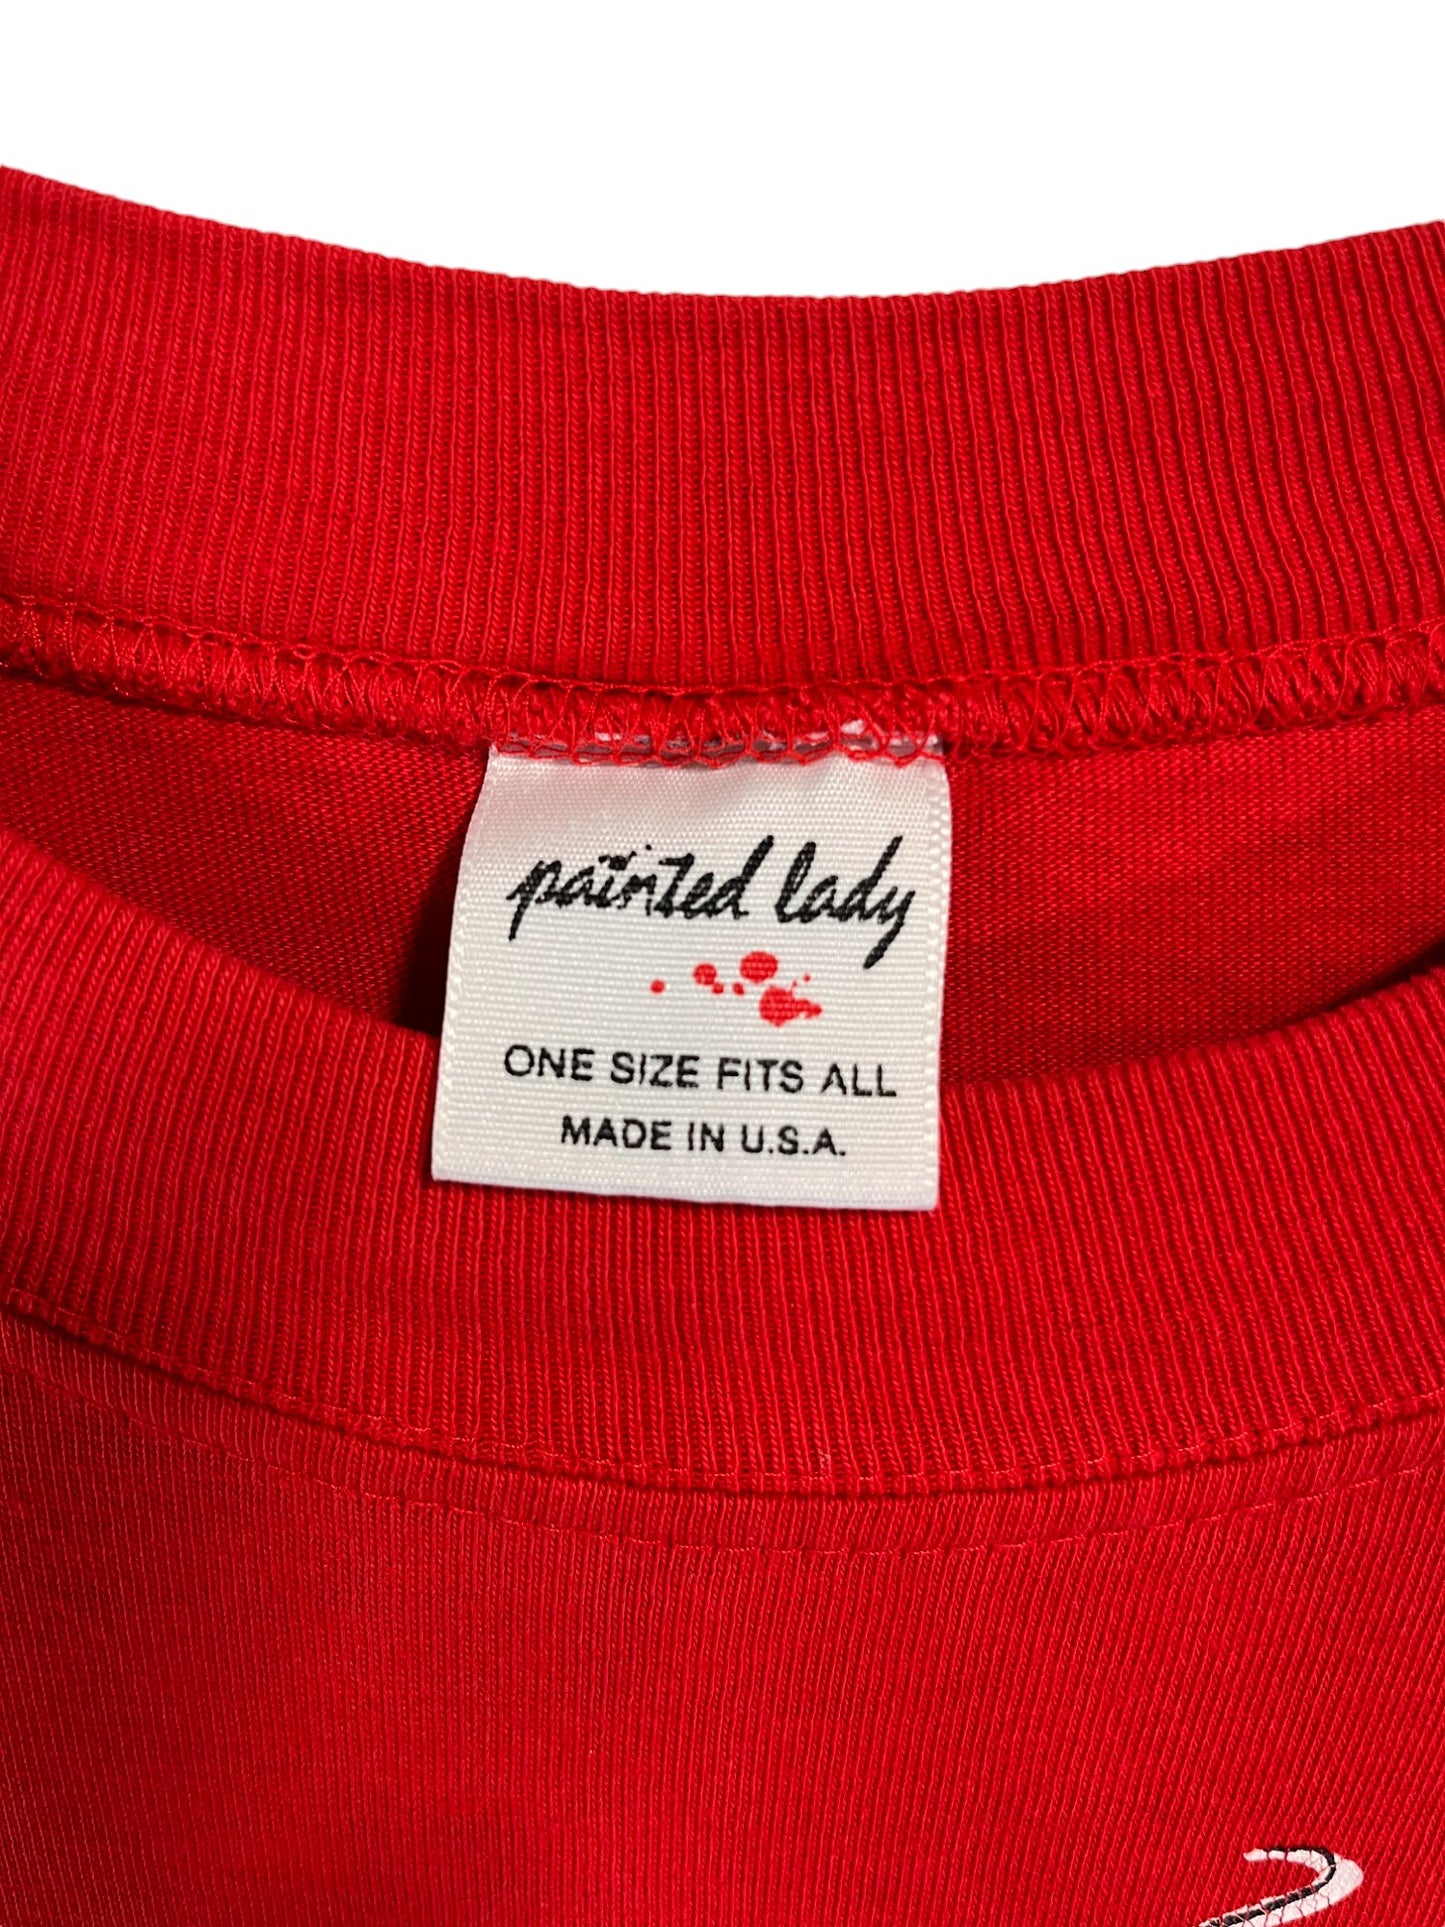 painted lady
ONE SIZE FITS ALL
MADE IN U.S.A.